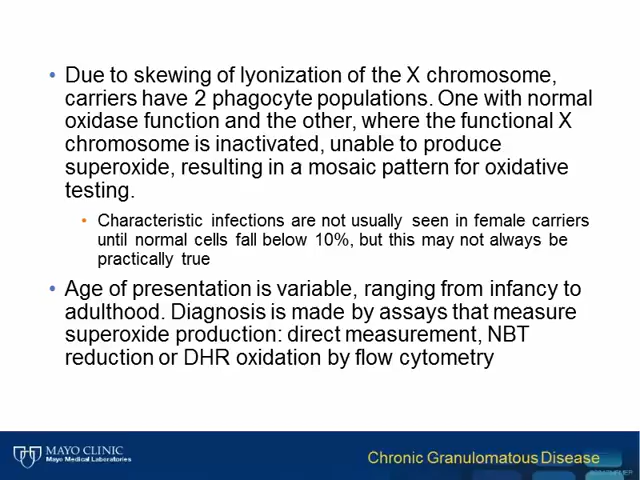 • Due to skewing of lyonization of the X chromosome,
carriers have 2 phagocyte populations. One with normal
oxidase function and the other, where the functional X
chromosome is inactivated, unable to produce
superoxide, resulting in a mosaic pattern for oxidative
testing.
• Characteristic infections are not usually seen in female carriers
until normal cells fall below 10%, but this may not always be
practically true
• Age of presentation is variable, ranging from infancy to
adulthood. Diagnosis is made by assays that measure
superoxide production: direct measurement, NBT
reduction or DHR oxidation by flow cytometry
MAYO CLINIC
Mayo Medical Laboratories
Chronic Granulomatous Disease